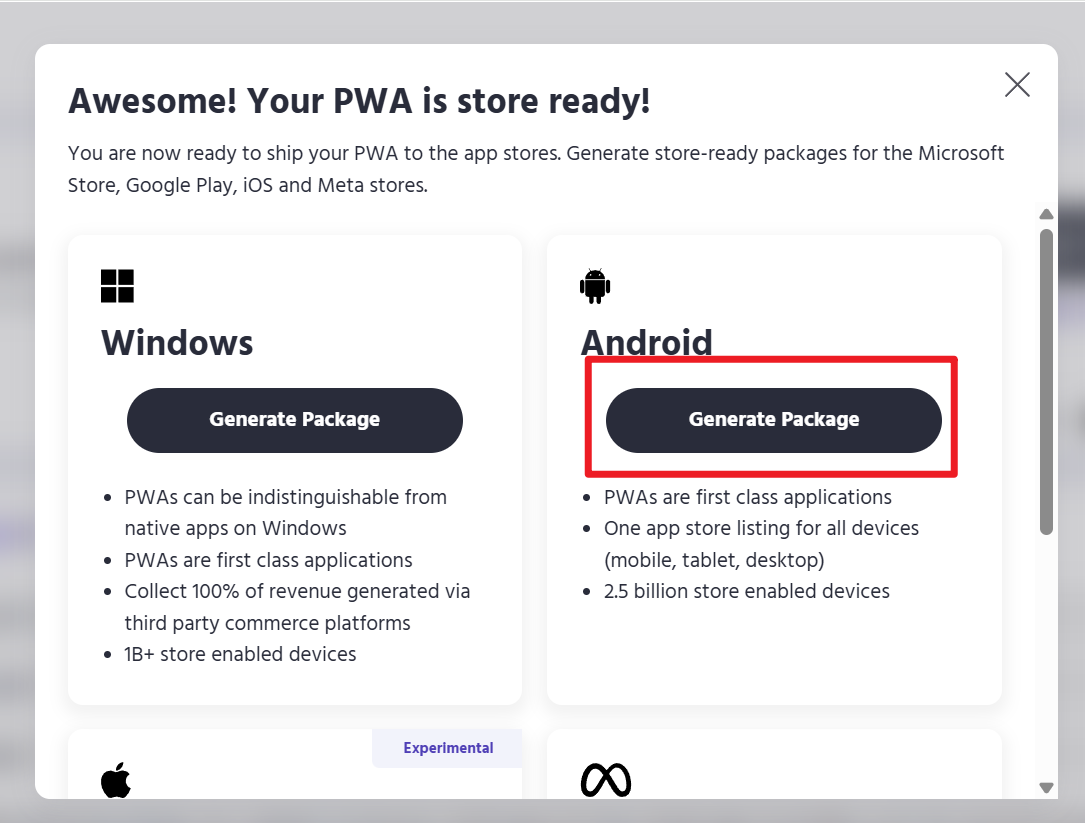 Awesome! Your PWA is store ready!
You are now ready to ship your PWA to the app stores. Generate store-ready packages for the Microsoft
Store, Google Play, iOS and Meta stores.
Windows
Generate Package
• PWAs can be indistinguishable from
native apps on Windows
• PWAs are first class applications
• Collect 100% of revenue generated via
third party commerce platforms
• 1B+ store enabled devices
Android
Generate Package
• PWAs are first class applications
• One app store listing for all devices
(mobile, tablet, desktop)
• 2.5 billion store enabled devices
Experimental